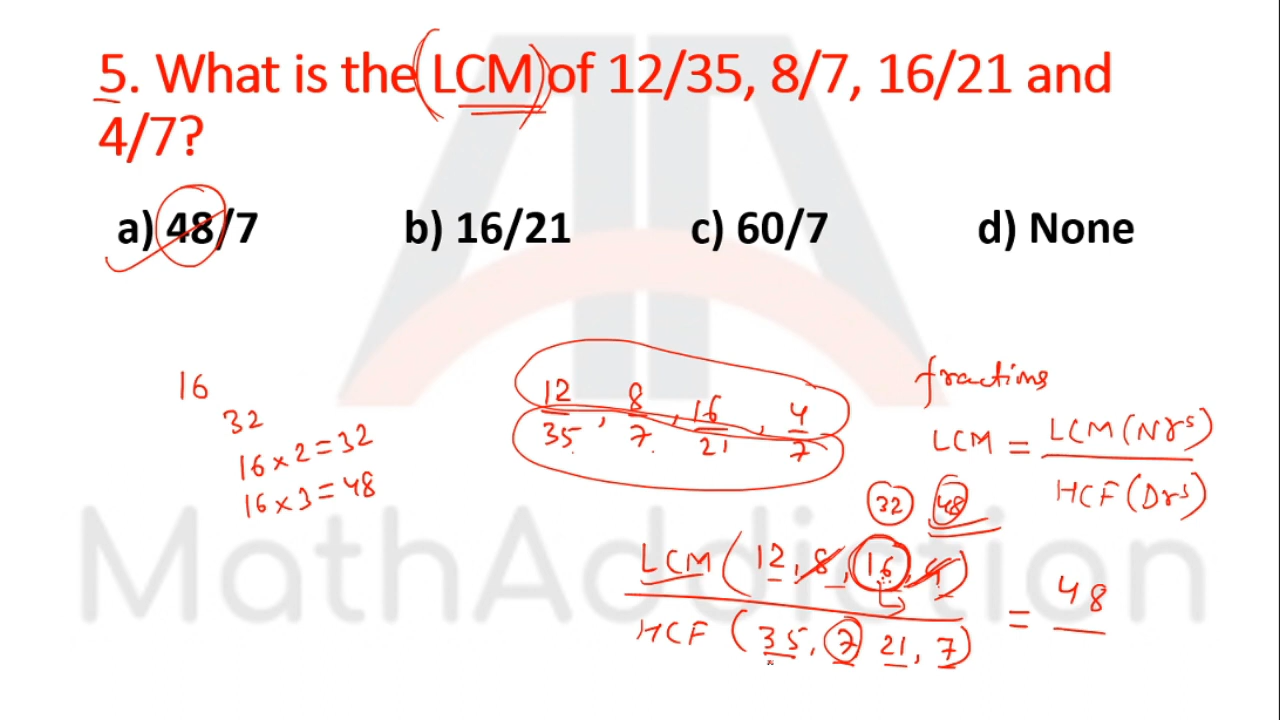 5. What is the (LCM) of 12/35, 8/7, 16/21 and
4/7?
a) 48/7 b) 16/21 c) 60/7 d) None
16
32
16 × 2 = 32
16 × 3 = 48
12/35, 8/7, 16/21, 4/7
fractions
LCM = LCM (Nrs) / HCF (Drs)
32 48
LCM (12, 8, 16, 4) / HCF (35, 7 21, 7) = 48
MathAddiction